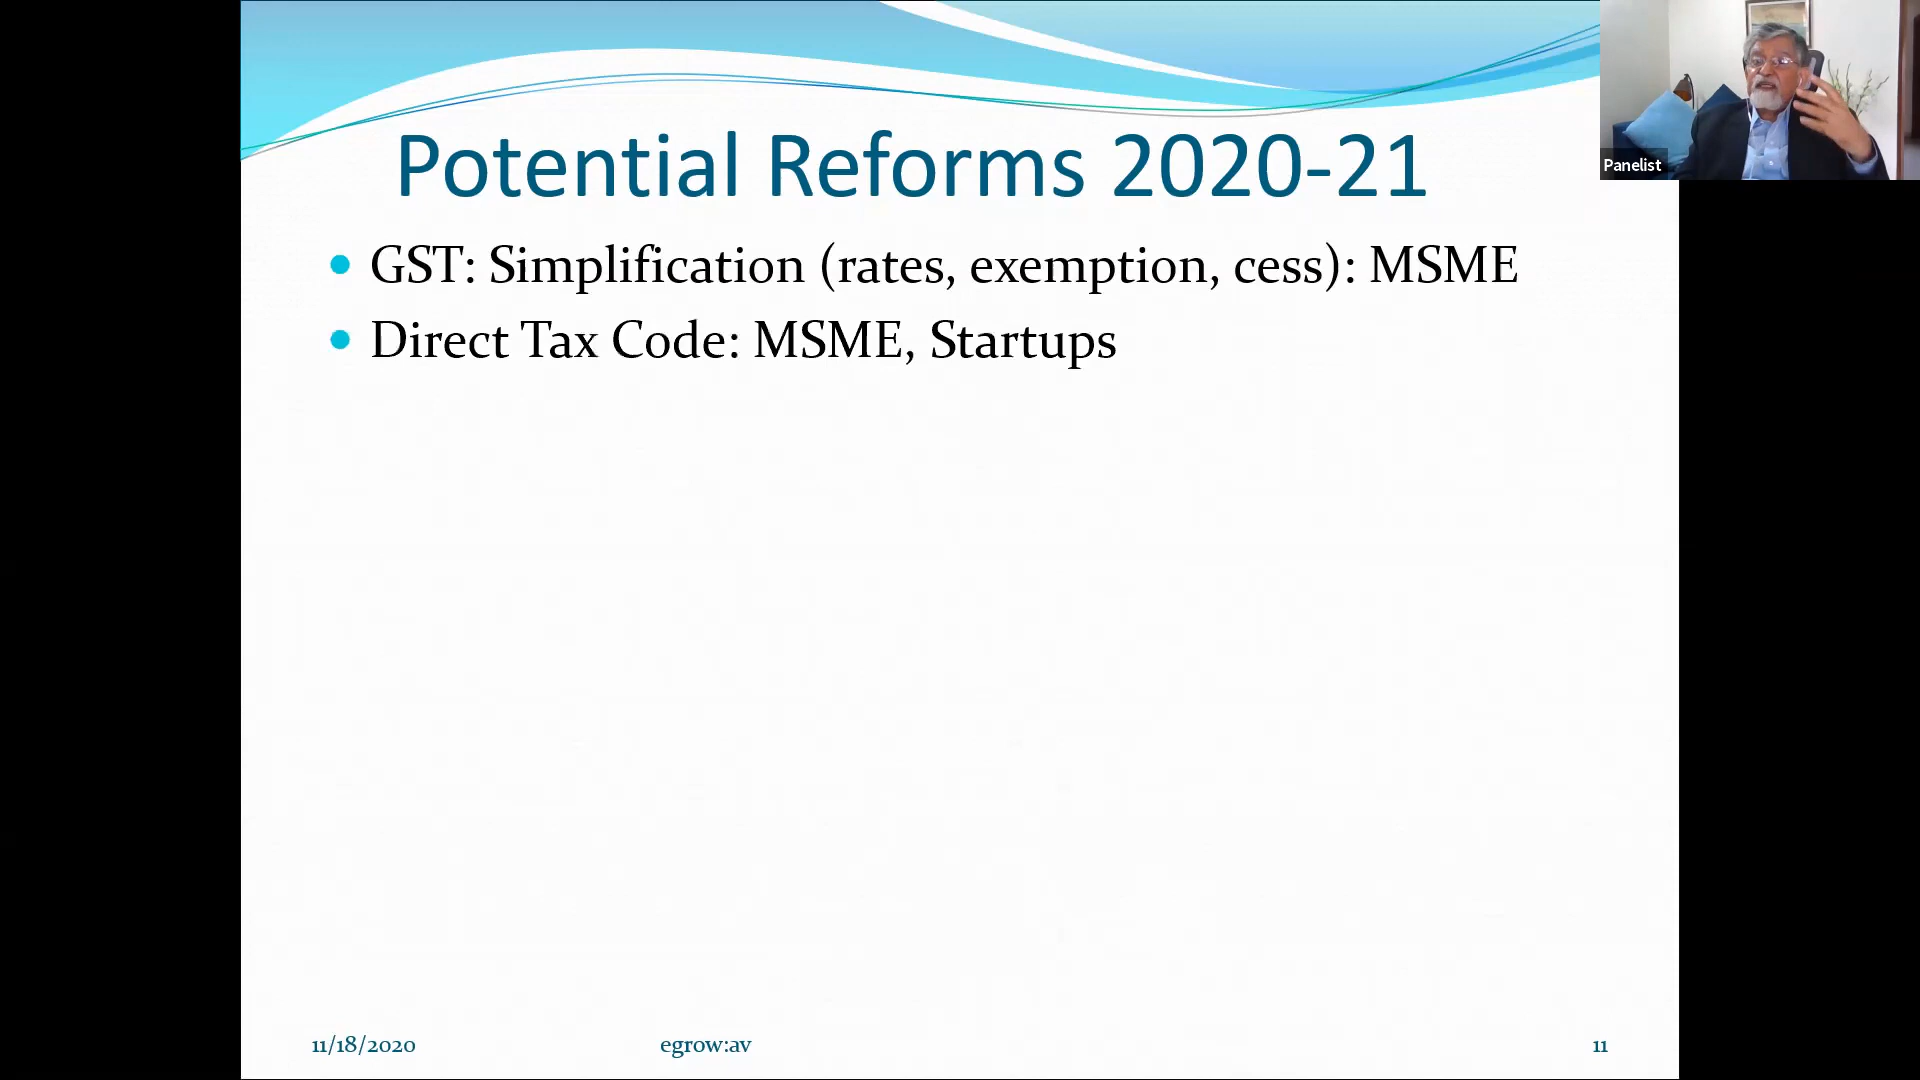 Potential Reforms 2020-21
Panelist
• GST: Simplification (rates, exemption, cess): MSME
• Direct Tax Code: MSME, Startups
11/18/2020
egrow:av
11